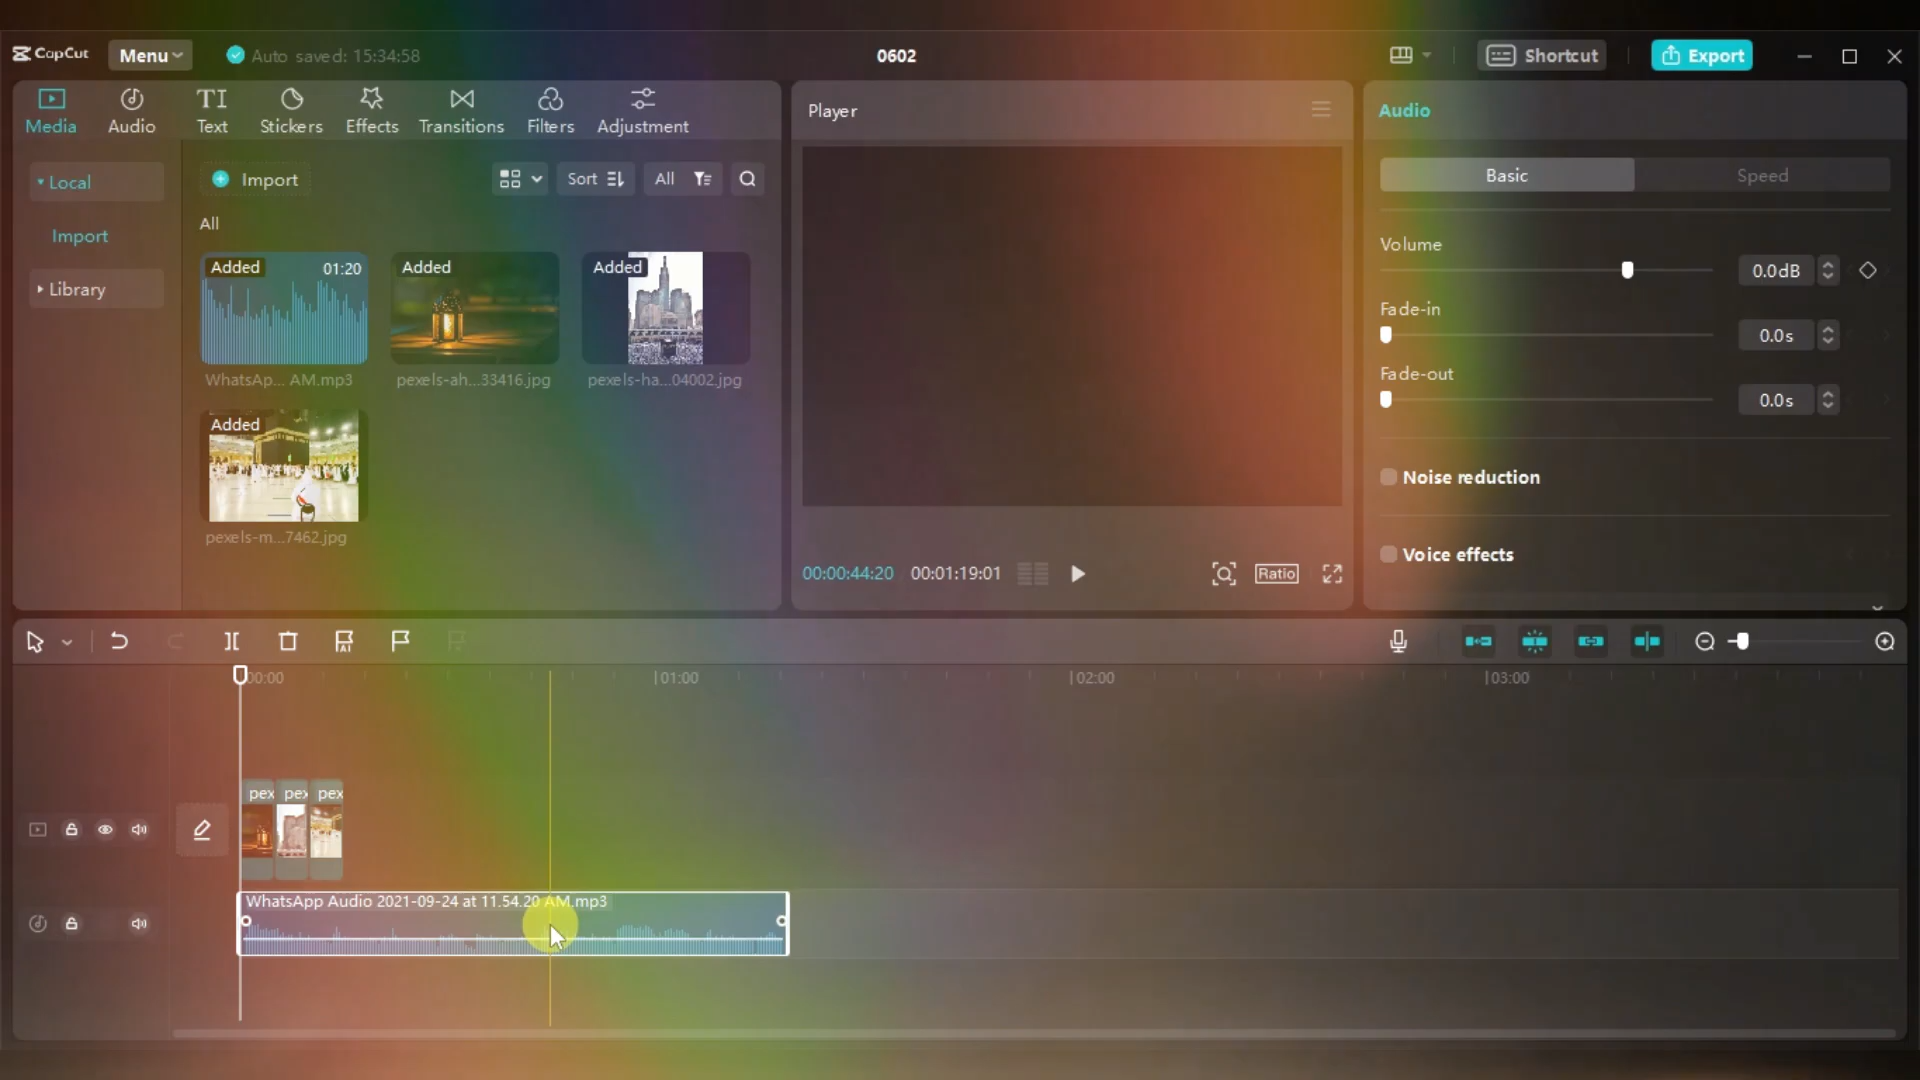 CapCut
Menu
Auto saved: 15:34:58
0602
Shortcut
Export
Media
Audio
Text
Stickers
Effects
Transitions
Filters
Adjustment
Local
Import
Library
Import
Sort
All
All
Added
01:20
WhatsAp... AM.mp3
Added
pexels-ah...33416.jpg
Added
pexels-ha...04002.jpg
Added
pexels-m...7462.jpg
Player
00:00:44:20
00:01:19:01
Ratio
Audio
Basic
Speed
Volume
0.0dB
Fade-in
0.0s
Fade-out
0.0s
Noise reduction
Voice effects
00:00
01:00
02:00
03:00
pex
pex
pex
WhatsApp Audio 2021-09-24 at 11.54.20 AM.mp3